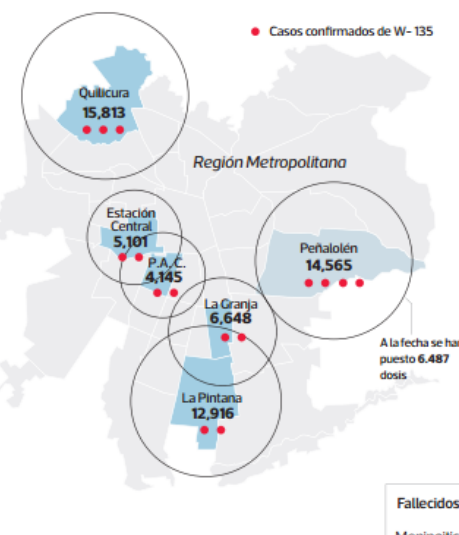 Casos confirmados de W- 135
Quilicura
15,813
Región Metropolitana
Estación
Central
5,101
P.A. C.
4,145
Peñalolén
14,565
La Granja
6,648
A la fecha se han
puesto 6.487
dosis
La Pintana
12,916
Fallecidos